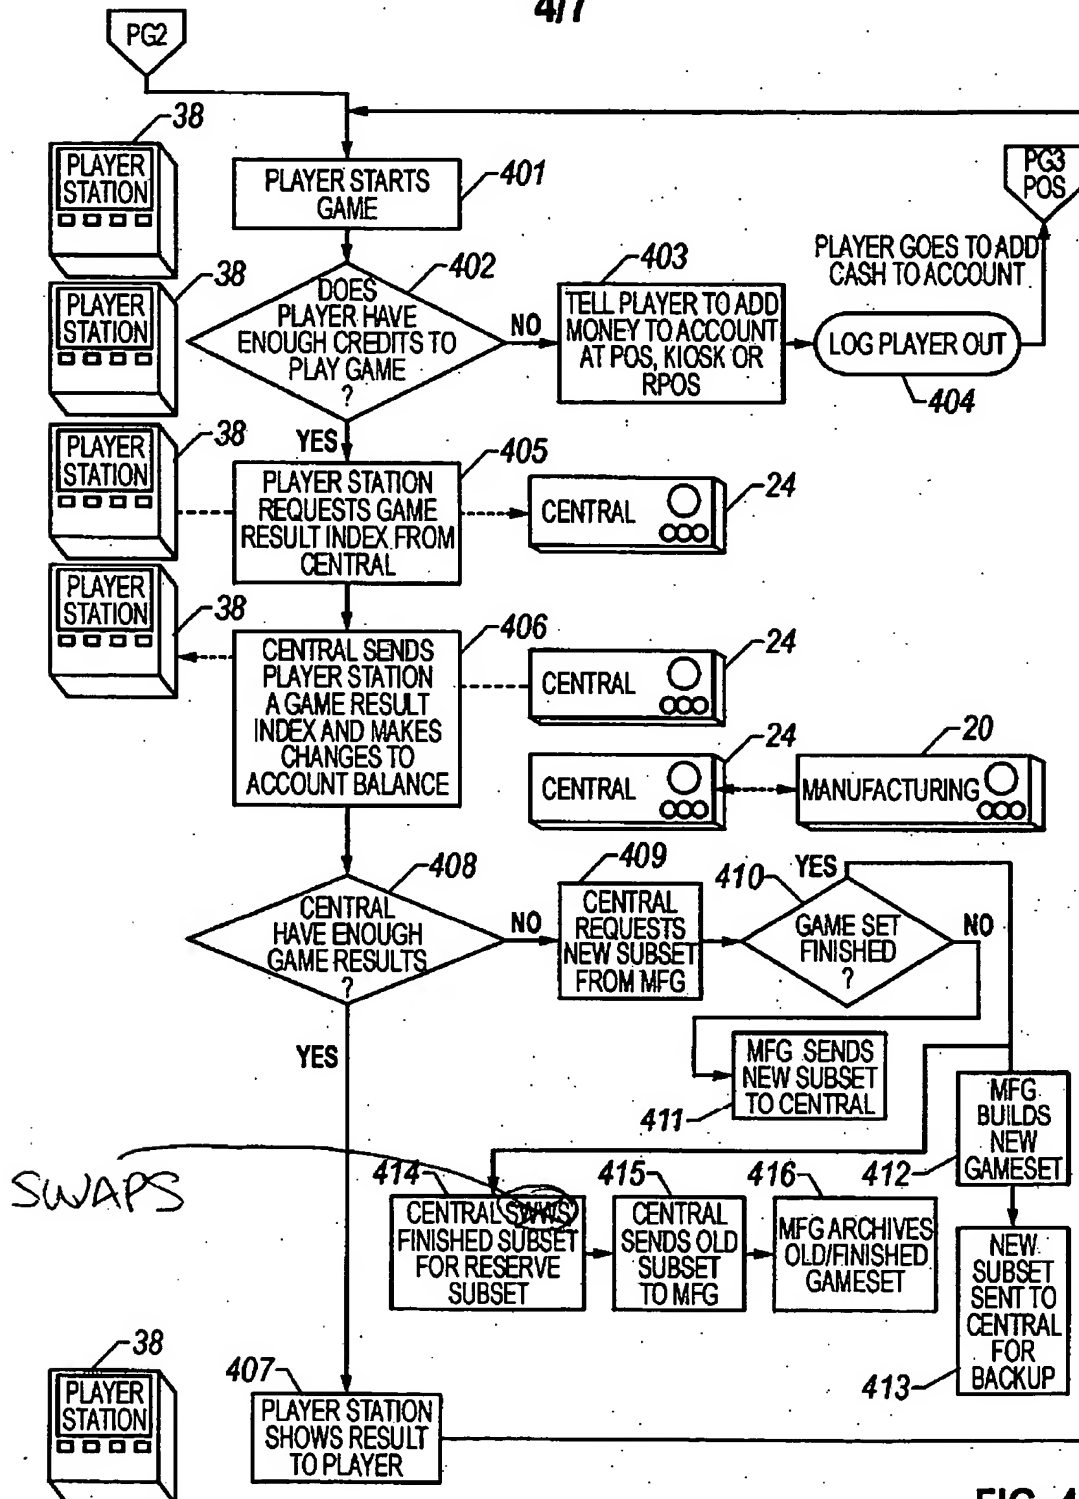 4/7
PG2
38
PLAYER
STATION
PLAYER STARTS
GAME
401
PG3
POS
PLAYER GOES TO ADD
CASH TO ACCOUNT
38
PLAYER
STATION
DOES
PLAYER HAVE
ENOUGH CREDITS TO
PLAY GAME
?
402
NO
403
TELL PLAYER TO ADD
MONEY TO ACCOUNT
AT POS, KIOSK OR
RPOS
LOG PLAYER OUT
404
YES
38
PLAYER
STATION
405
PLAYER STATION
REQUESTS GAME
RESULT INDEX FROM
CENTRAL
CENTRAL
24
38
PLAYER
STATION
406
CENTRAL SENDS
PLAYER STATION
A GAME RESULT
INDEX AND MAKES
CHANGES TO
ACCOUNT BALANCE
CENTRAL
24
CENTRAL
24
MANUFACTURING
20
408
CENTRAL
HAVE ENOUGH
GAME RESULTS
?
NO
409
CENTRAL
REQUESTS
NEW SUBSET
FROM MFG
410
YES
GAME SET
FINISHED
?
NO
YES
MFG SENDS
NEW SUBSET
TO CENTRAL
411
MFG
BUILDS
NEW
GAMESET
412
SWAPS
414
CENTRAL
FINISHED SUBSET
FOR RESERVE
SUBSET
415
CENTRAL
SENDS OLD
SUBSET
TO MFG
416
MFG ARCHIVES
OLD/FINISHED
GAMESET
NEW
SUBSET
SENT TO
CENTRAL
FOR
BACKUP
413
38
PLAYER
STATION
407
PLAYER STATION
SHOWS RESULT
TO PLAYER
FIG. 4